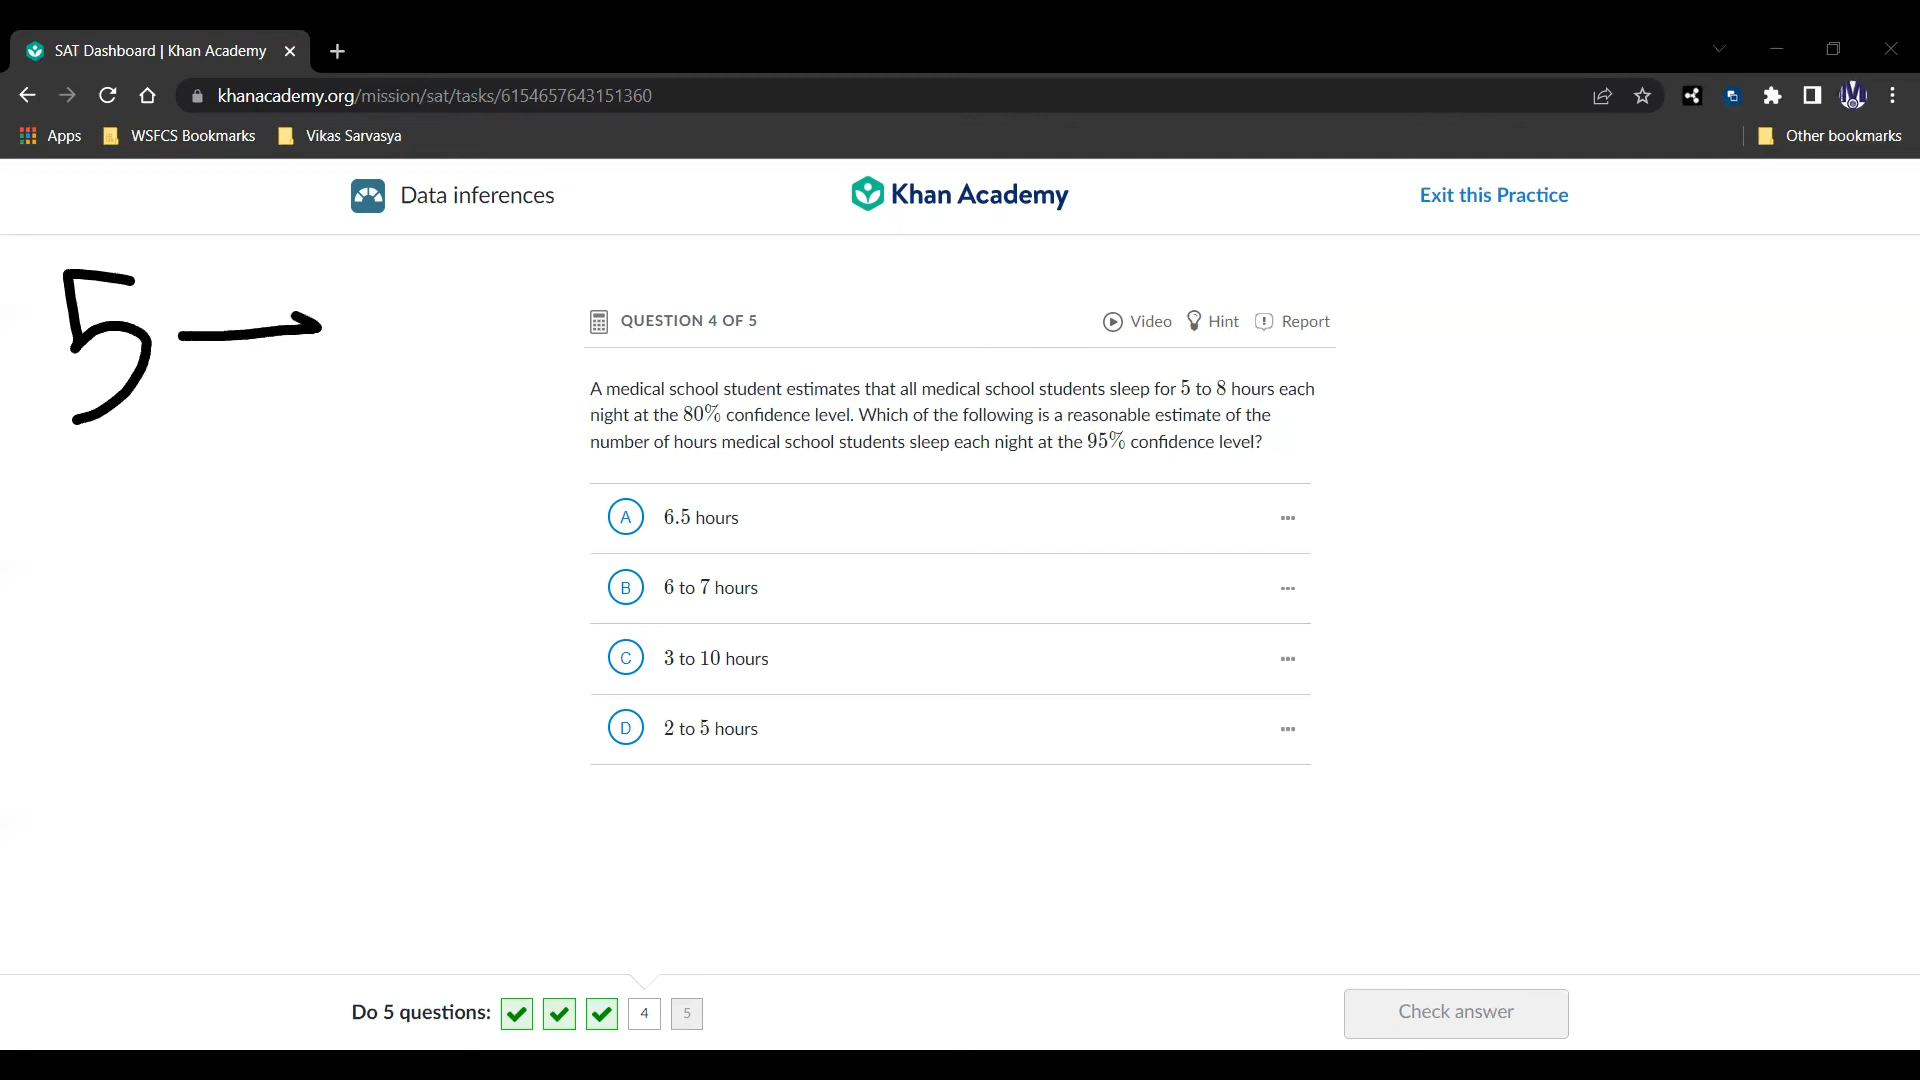 SAT Dashboard | Khan Academy
khanacademy.org/mission/sat/tasks/6154657643151360
Apps WSFCS Bookmarks Vikas Sarvasya Other bookmarks
Data inferences Khan Academy Exit this Practice
5 →
QUESTION 4 OF 5 Video Hint Report
A medical school student estimates that all medical school students sleep for 5 to 8 hours each
night at the 80% confidence level. Which of the following is a reasonable estimate of the
number of hours medical school students sleep each night at the 95% confidence level?
A 6.5 hours
B 6 to 7 hours
C 3 to 10 hours
D 2 to 5 hours
Do 5 questions: 4 5 Check answer